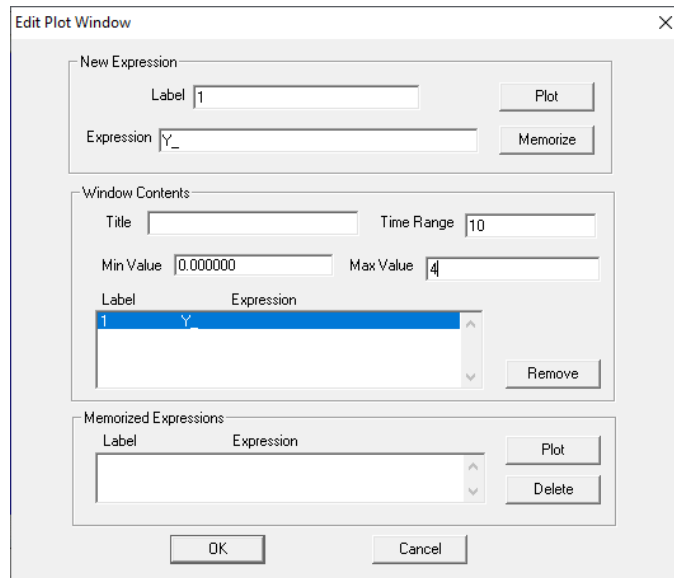 Edit Plot Window
New Expression
Label 1
Plot
Expression Y_
Memorize
Window Contents
Title
Time Range 10
Min Value 0.000000
Max Value 4
Label Expression
1 Y_
Remove
Memorized Expressions
Label Expression
Plot
Delete
OK Cancel